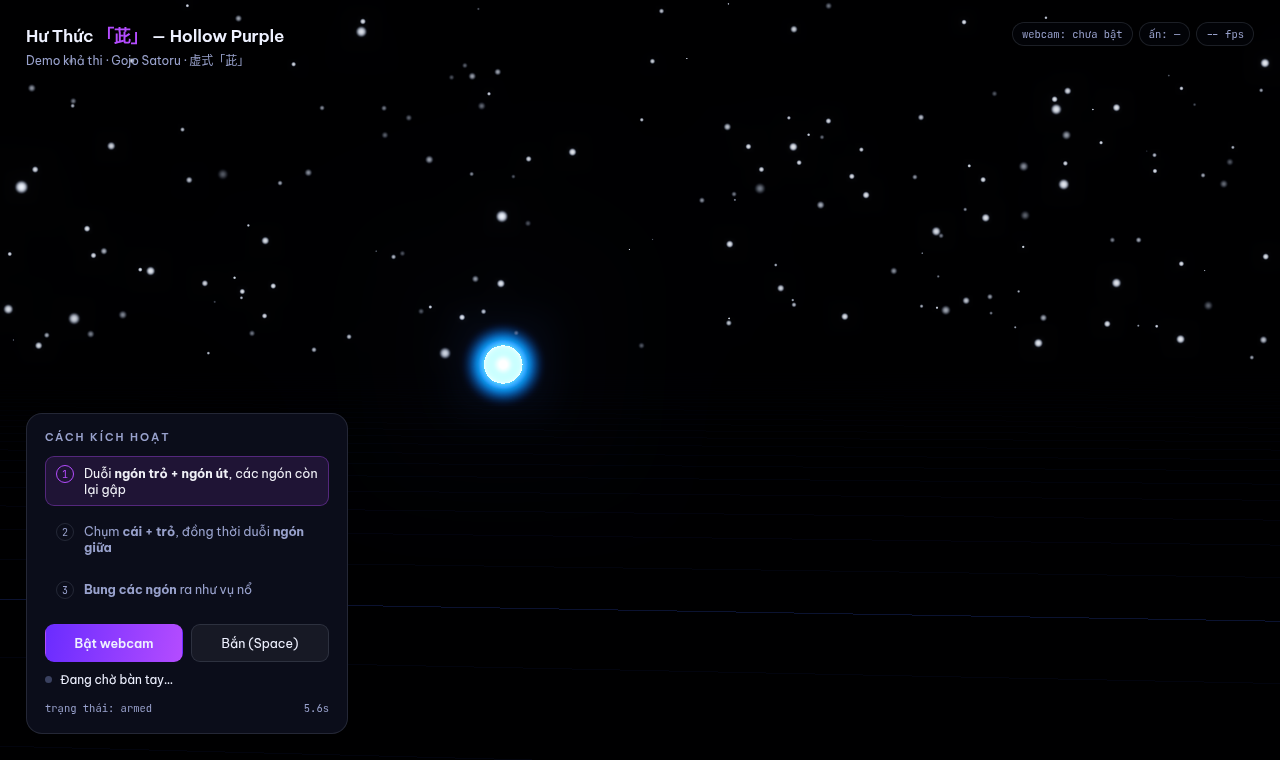 Hư Thức 「茈」 — Hollow Purple
Demo khả thi · Gojo Satoru · 虚式「茈」
webcam: chưa bật
ấn: —
-- fps
CÁCH KÍCH HOẠT
1 Duỗi ngón trỏ + ngón út, các ngón còn
lại gập
2 Chụm cái + trỏ, đồng thời duỗi ngón
giữa
3 Bung các ngón ra như vụ nổ
Bật webcam
Bắn (Space)
Đang chờ bàn tay…
trạng thái: armed
5.6s